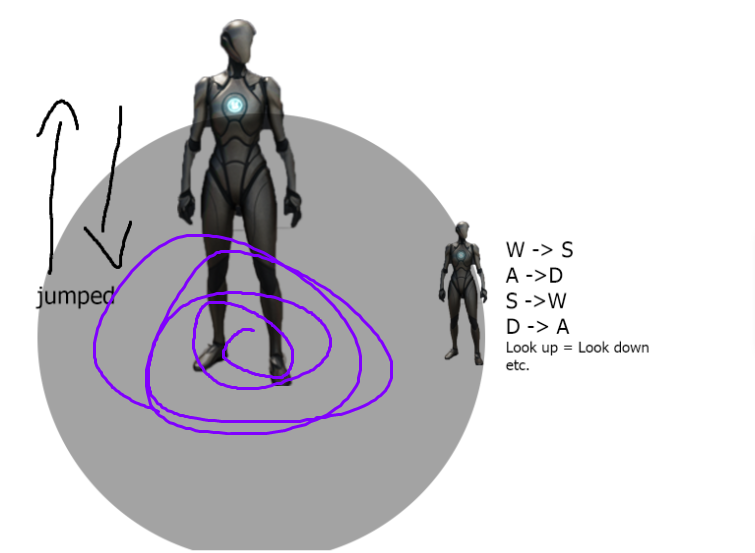 jumped
W -> S
A ->D
S ->W
D -> A
Look up = Look down
etc.